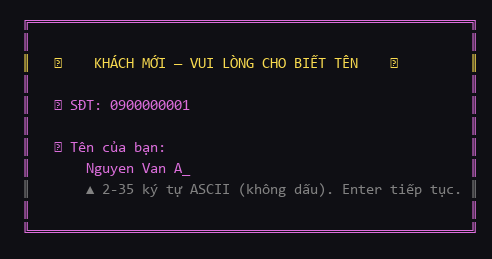 KHÁCH MỚI — VUI LÒNG CHO BIẾT TÊN
SĐT: 0900000001
Tên của bạn:
Nguyen Van A_
▲ 2-35 ký tự ASCII (không dấu). Enter tiếp tục.